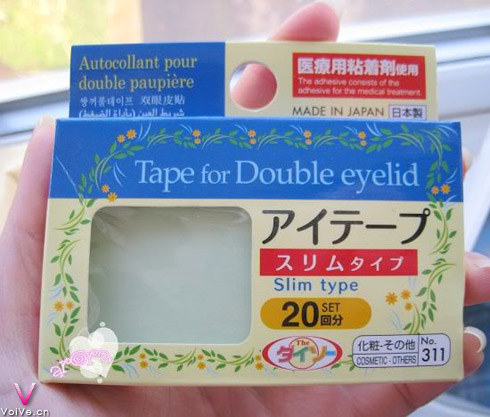 Autocollant pour
double paupière
쌍꺼풀테이프 双眼皮贴
医療用粘着剤使用
The adhesive consists of the
adhesive for the medical treatment.
MADE IN JAPAN 日本製
Tape for Double eyelid
アイテープ
スリムタイプ
Slim type
20 SET
回分
The
ダイソー
化粧-その他
COSMETIC - OTHERS
No.
311
V
VoiVe.cn